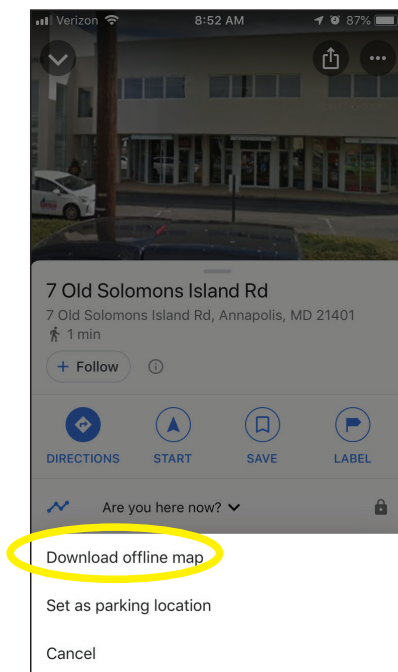 Verizon 8:52 AM 87%
7 Old Solomons Island Rd
7 Old Solomons Island Rd, Annapolis, MD 21401
1 min
+ Follow
DIRECTIONS START SAVE LABEL
Are you here now?
Download offline map
Set as parking location
Cancel